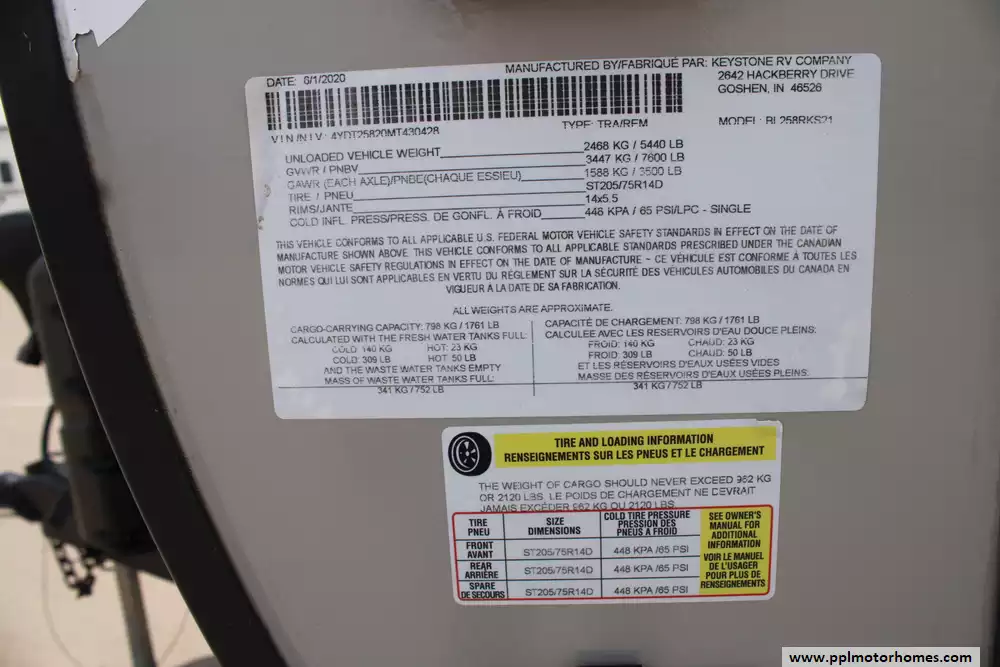 DATE: 6/1/2020
MANUFACTURED BY/FABRIQUÉ PAR: KEYSTONE RV COMPANY
2642 HACKBERRY DRIVE
GOSHEN, IN 46526
V I N / N I V : 4YDT25820MT430428
TYPE: TRA/REM
MODEL: BL258RKS21
UNLOADED VEHICLE WEIGHT 2468 KG / 5440 LB
GVWR / PNBV 3447 KG / 7600 LB
GAWR (EACH AXLE)/PNBE(CHAQUE ESSIEU) 1588 KG / 3500 LB
TIRE / PNEU ST205/75R14D
RIMS/JANTE 14x5.5
COLD INFL. PRESS/PRESS. DE GONFL. À FROID 448 KPA / 65 PSI/LPC - SINGLE
THIS VEHICLE CONFORMS TO ALL APPLICABLE U.S. FEDERAL MOTOR VEHICLE SAFETY STANDARDS IN EFFECT ON THE DATE OF
MANUFACTURE SHOWN ABOVE. THIS VEHICLE CONFORMS TO ALL APPLICABLE STANDARDS PRESCRIBED UNDER THE CANADIAN
MOTOR VEHICLE SAFETY REGULATIONS IN EFFECT ON THE DATE OF MANUFACTURE - CE VÉHICULE EST CONFORME À TOUTES LES
NORMES QUI LUI SONT APPLICABLES EN VERTU DU RÈGLEMENT SUR LA SÉCURITÉ DES VÉHICULES AUTOMOBILES DU CANADA EN
VIGUEUR À LA DATE DE SA FABRICATION.
ALL WEIGHTS ARE APPROXIMATE.
CARGO-CARRYING CAPACITY: 798 KG / 1761 LB
CALCULATED WITH THE FRESH WATER TANKS FULL:
COLD: 140 KG HOT: 23 KG
COLD: 309 LB HOT: 50 LB
AND THE WASTE WATER TANKS EMPTY
MASS OF WASTE WATER TANKS FULL:
341 KG / 752 LB
CAPACITÉ DE CHARGEMENT: 798 KG / 1761 LB
CALCULEE AVEC LES RESERVOIRS D'EAU DOUCE PLEINS:
FROID: 140 KG CHAUD: 23 KG
FROID: 309 LB CHAUD: 50 LB
ET LES RÉSERVOIRS D'EAUX USÉES VIDES
MASSE DES RÉSERVOIRS D'EAUX USÉES PLEINS:
341 KG / 752 LB
TIRE AND LOADING INFORMATION
RENSEIGNEMENTS SUR LES PNEUS ET LE CHARGEMENT
THE WEIGHT OF CARGO SHOULD NEVER EXCEED 962 KG
OR 2120 LBS. LE POIDS DE CHARGEMENT NE DEVRAIT
JAMAIS EXCÉDER 962 KG OU 2120 LBS.
TIRE
PNEU
SIZE
DIMENSIONS
COLD TIRE PRESSURE
PRESSION DES
PNEUS A FROID
FRONT
AVANT
ST205/75R14D 448 KPA /65 PSI
REAR
ARRIÈRE
ST205/75R14D 448 KPA /65 PSI
SPARE
DE SECOURS
ST205/75R14D 448 KPA /65 PSI
SEE OWNER'S
MANUAL FOR
ADDITIONAL
INFORMATION
VOIR LE MANUEL
DE L'USAGER
POUR PLUS DE
RENSEIGNEMENTS
www.pplmotorhomes.com